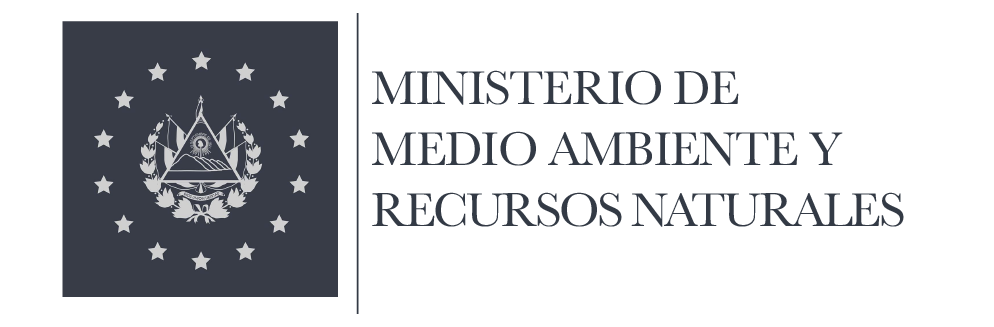 MINISTERIO DE
MEDIO AMBIENTE Y
RECURSOS NATURALES